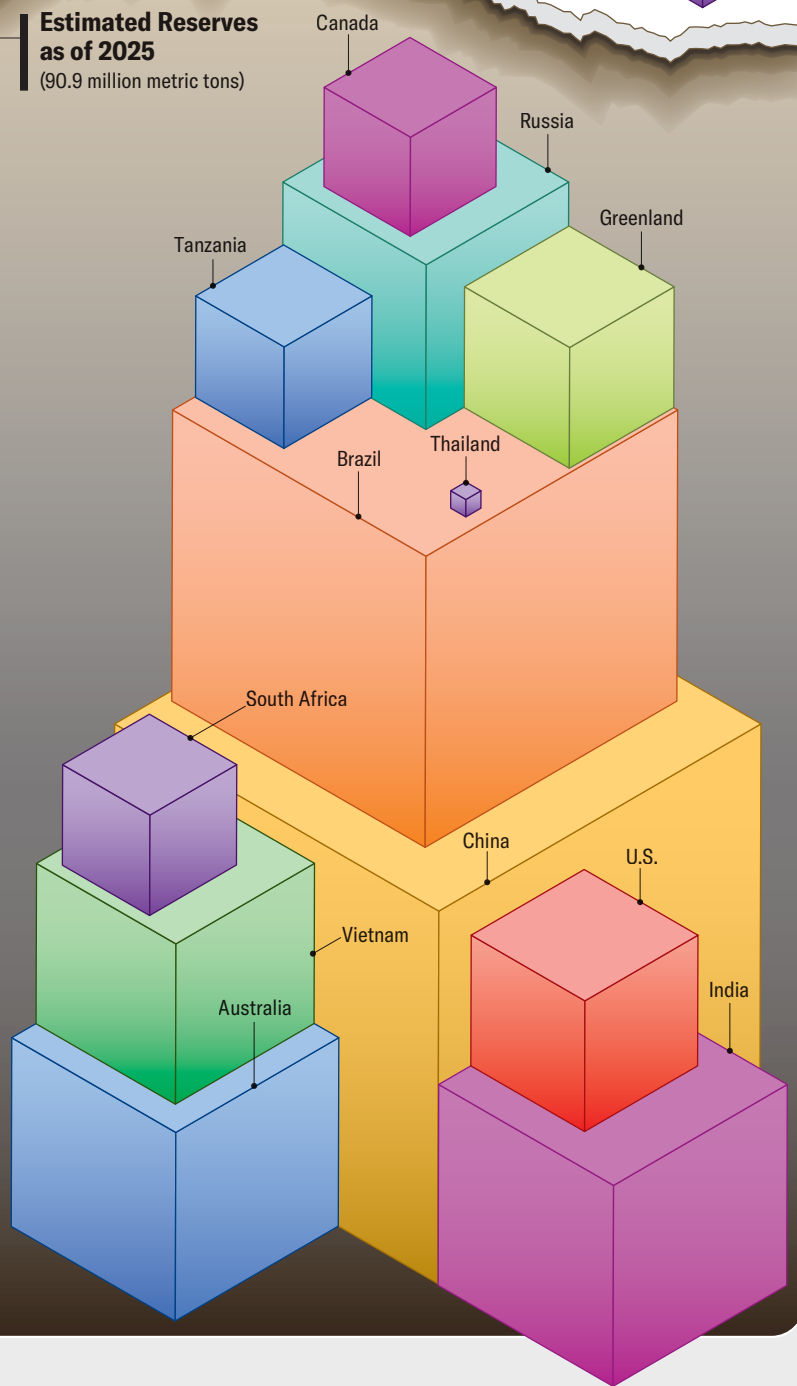 Estimated Reserves
as of 2025
(90.9 million metric tons)
Canada
Russia
Greenland
Tanzania
Thailand
Brazil
South Africa
China
U.S.
Vietnam
India
Australia